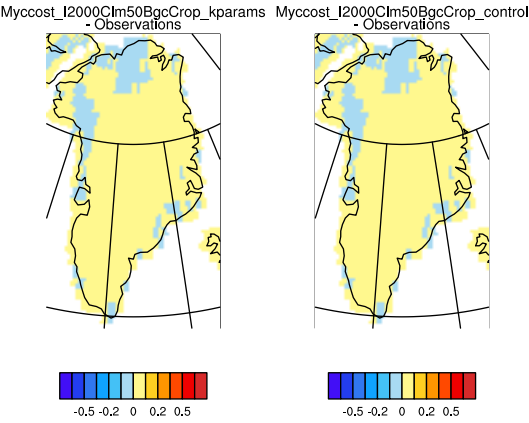 Myccost_I2000Clm50BgcCrop_kparams
- Observations
Myccost_I2000Clm50BgcCrop_control
- Observations
-0.5 -0.2 0 0.2 0.5
-0.5 -0.2 0 0.2 0.5